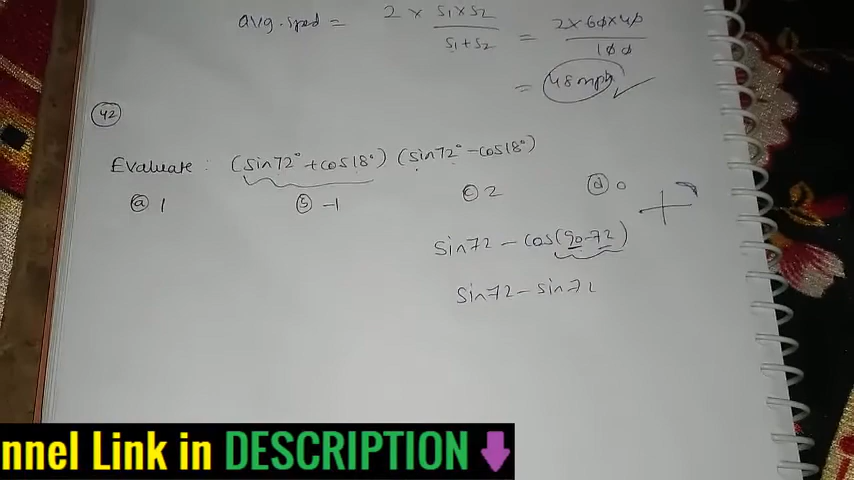 avg. sped = 2 × s1 × s2 / s1 + s2 = 2×60×40 / 100
= 48 mph ✓
42
Evaluate : (sin72° + cos18°) (sin72° - cos18°)
a 1 b -1 c 2 d 0
sin72 - cos(90-72)
sin72 - sin72
nnel Link in DESCRIPTION